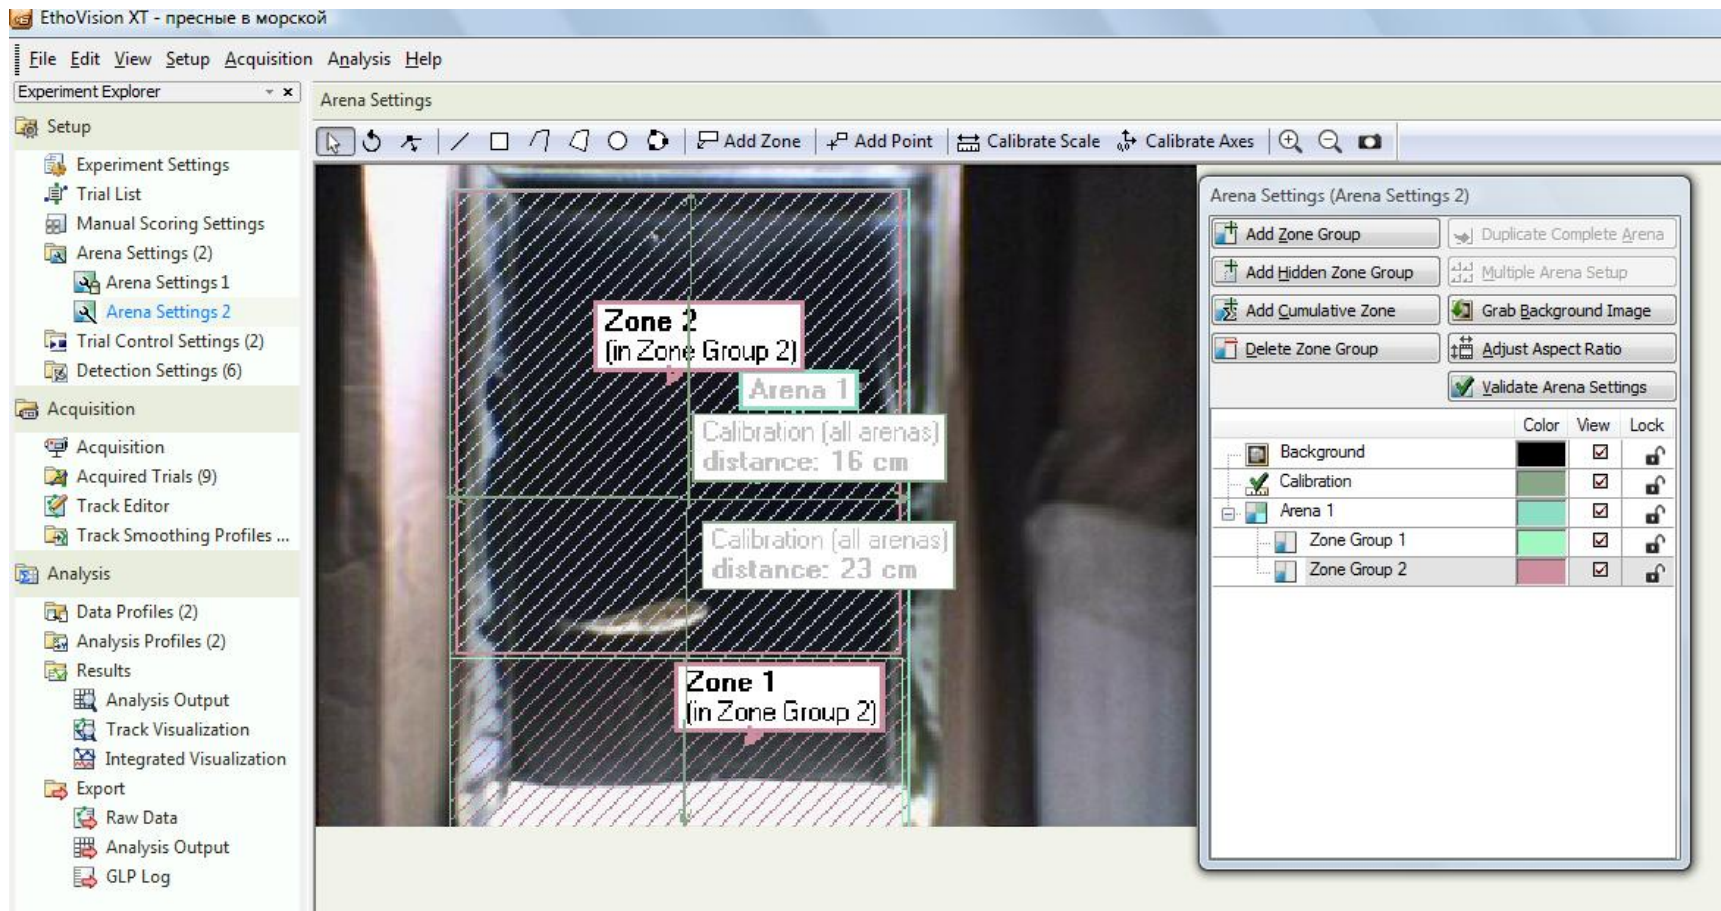 EthoVision XT - пресные в морской
File Edit View Setup Acquisition Analysis Help
Experiment Explorer
Setup
Experiment Settings
Trial List
Manual Scoring Settings
Arena Settings (2)
Arena Settings 1
Arena Settings 2
Trial Control Settings (2)
Detection Settings (6)
Acquisition
Acquisition
Acquired Trials (9)
Track Editor
Track Smoothing Profiles ...
Analysis
Data Profiles (2)
Analysis Profiles (2)
Results
Analysis Output
Track Visualization
Integrated Visualization
Export
Raw Data
Analysis Output
GLP Log
Arena Settings
Add Zone Add Point Calibrate Scale Calibrate Axes
Zone 2
(in Zone Group 2)
Arena 1
Calibration (all arenas)
distance: 16 cm
Calibration (all arenas)
distance: 23 cm
Zone 1
(in Zone Group 2)
Arena Settings (Arena Settings 2)
Add Zone Group Duplicate Complete Arena
Add Hidden Zone Group Multiple Arena Setup
Add Cumulative Zone Grab Background Image
Delete Zone Group Adjust Aspect Ratio
Validate Arena Settings
Color View Lock
Background
Calibration
Arena 1
Zone Group 1
Zone Group 2